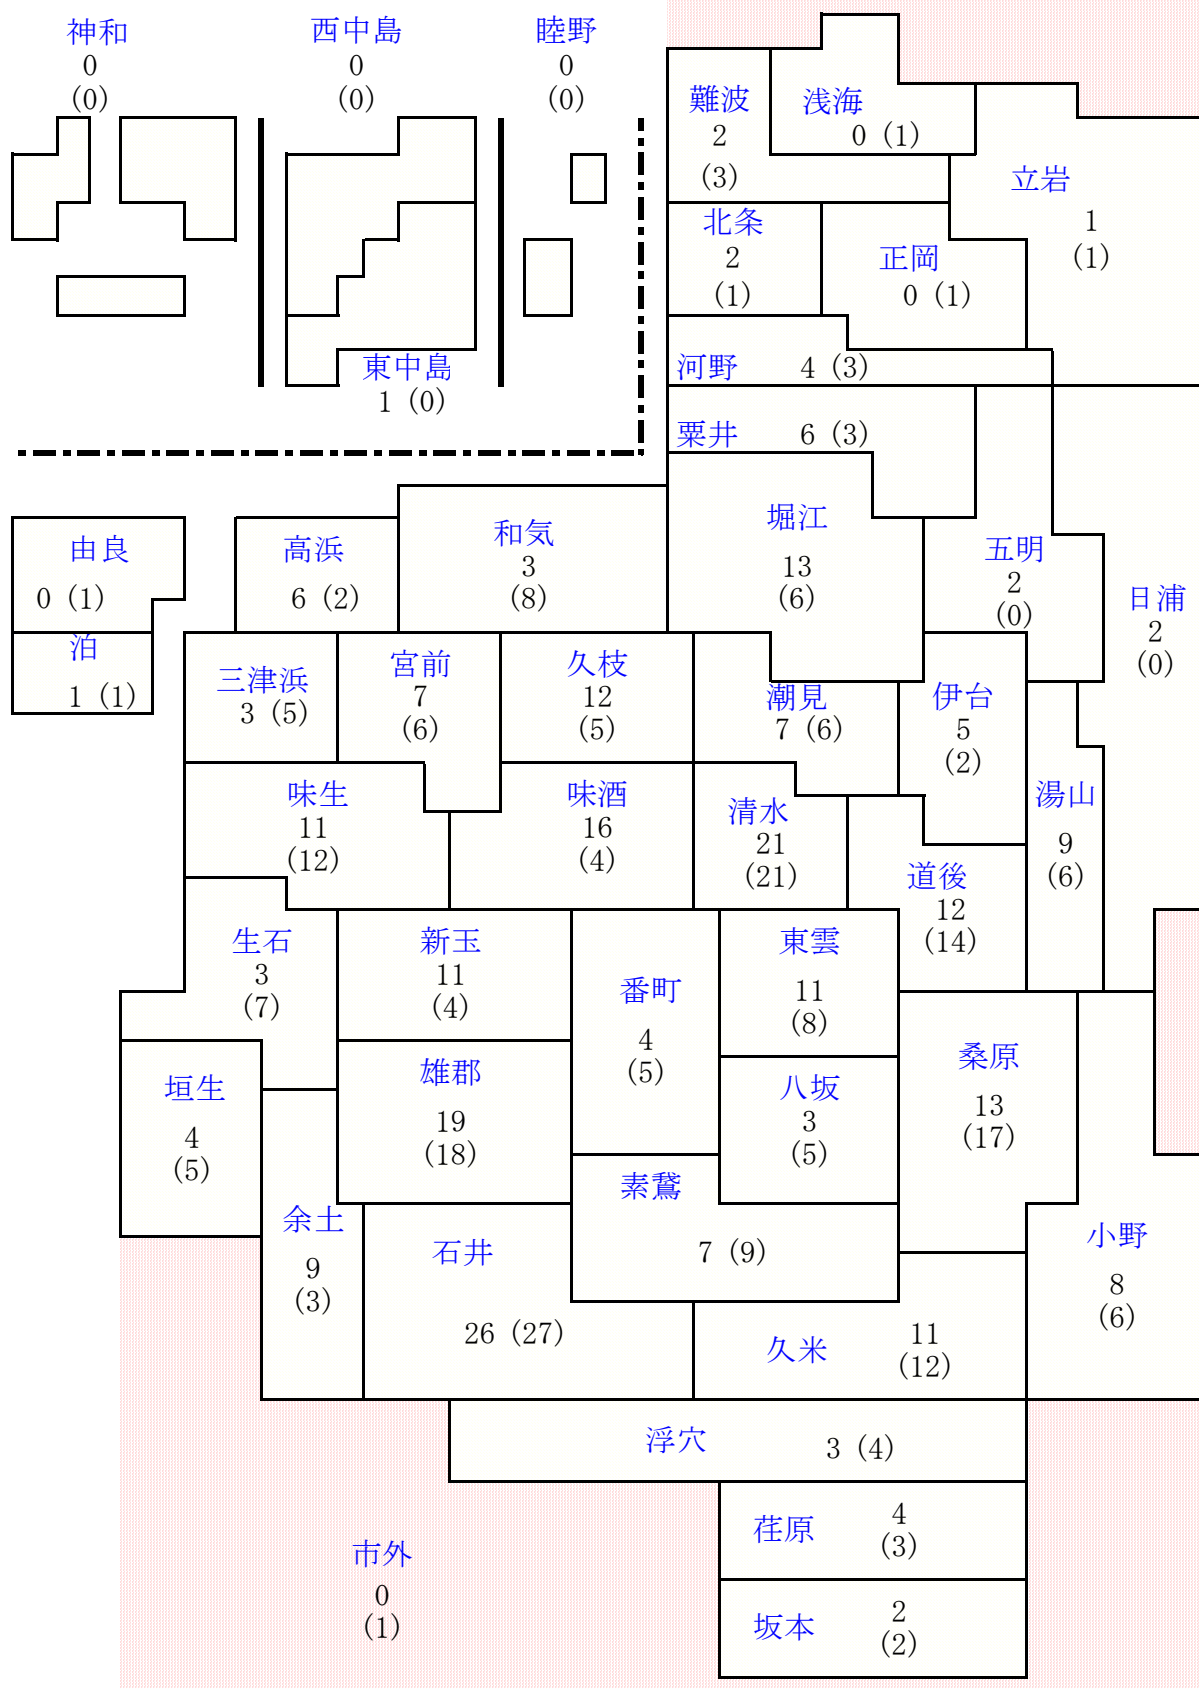 神和
0
(0)
西中島
0
(0)
睦野
0
(0)
東中島
1 (0)
難波
2
(3)
浅海
0 (1)
立岩
1
(1)
北条
2
(1)
正岡
0 (1)
河野 4 (3)
粟井 6 (3)
由良
0 (1)
泊
1 (1)
高浜
6 (2)
和気
3
(8)
堀江
13
(6)
五明
2
(0)
日浦
2
(0)
三津浜
3 (5)
宮前
7
(6)
久枝
12
(5)
潮見
7 (6)
伊台
5
(2)
湯山
9
(6)
味生
11
(12)
味酒
16
(4)
清水
21
(21)
道後
12
(14)
生石
3
(7)
新玉
11
(4)
番町
4
(5)
東雲
11
(8)
桑原
13
(17)
垣生
4
(5)
雄郡
19
(18)
八坂
3
(5)
素鵞
7 (9)
余土
9
(3)
石井
26 (27)
久米
11
(12)
小野
8
(6)
浮穴 3 (4)
荏原
4
(3)
坂本
2
(2)
市外
0
(1)